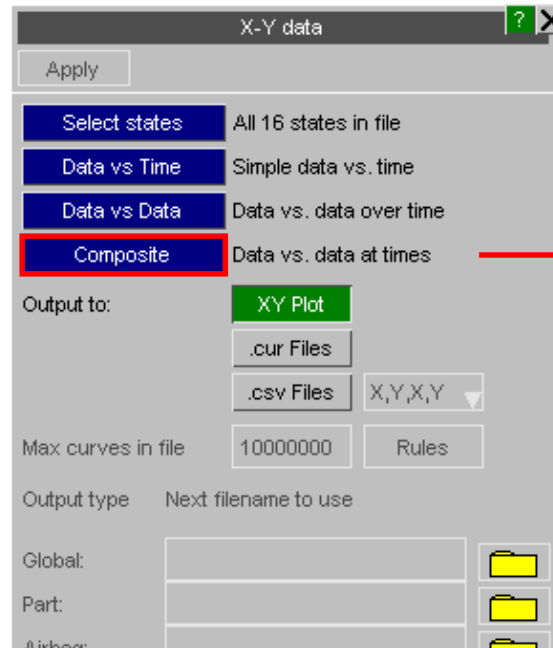 X-Y data ? X
Apply
Select states All 16 states in file
Data vs Time Simple data vs. time
Data vs Data Data vs. data over time
Composite Data vs. data at times
Output to: XY Plot
.cur Files
.csv Files X,Y,X,Y
Max curves in file 10000000 Rules
Output type Next filename to use
Global:
Part:
Airbag: